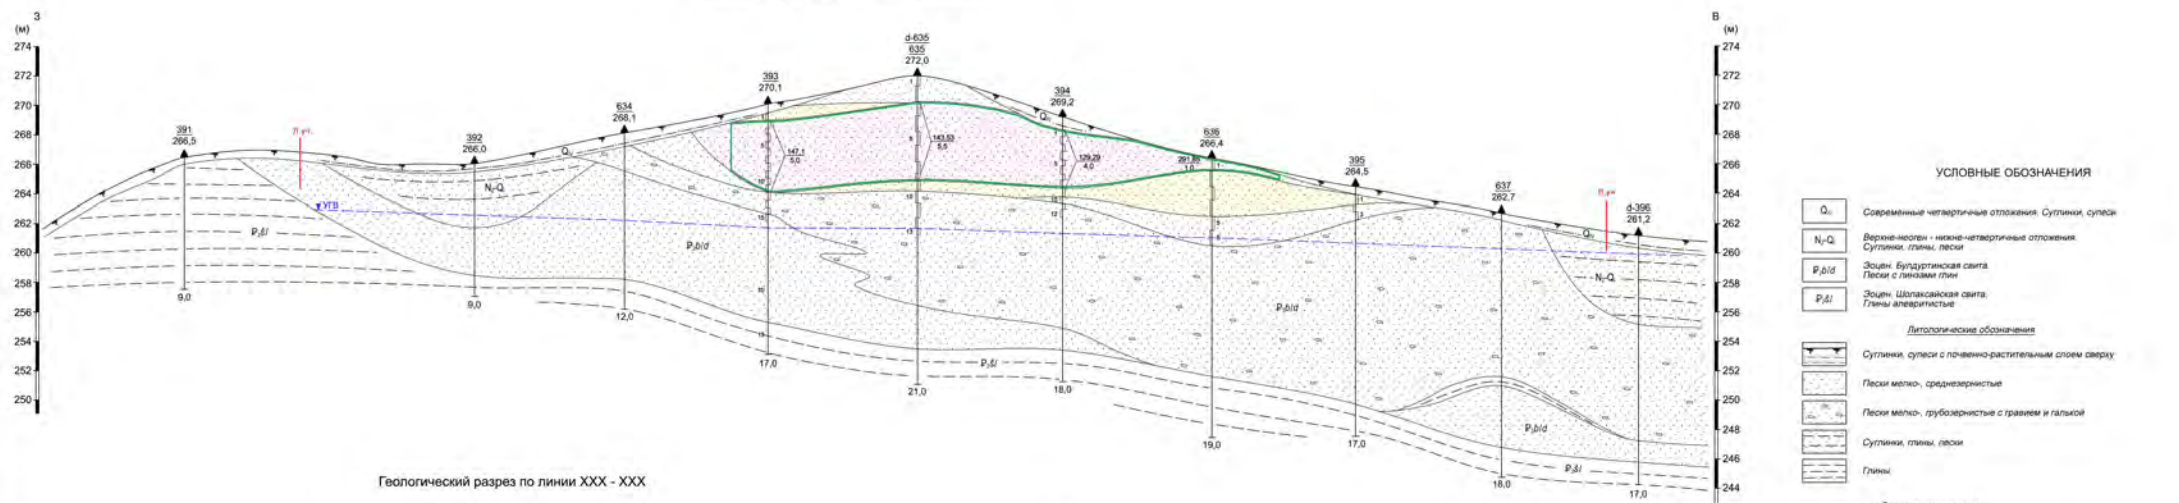 З
(м)
274
272
270
268
266
264
262
260
258
256
254
252
250
391
266,5
9,0
392
266,0
9,0
634
268,1
12,0
393
270,1
147,1
5,0
17,0
d-635
635
272,0
143,53
5,5
21,0
394
269,2
129,29
4,0
18,0
636
266,4
291,85
1,0
19,0
395
264,5
17,0
637
262,7
18,0
d-396
261,2
17,0
УГВ
N₂-Q
N₂-Q
В
(м)
274
272
270
268
266
264
262
260
258
256
254
252
250
248
246
244
Геологический разрез по линии XXX - XXX
УСЛОВНЫЕ ОБОЗНАЧЕНИЯ
Современные четвертичные отложения. Суглинки, супеси
Верхне-неоген - нижне-четвертичные отложения.
Суглинки, глины, пески
Эоцен. Булдуртинская свита.
Пески с линзами глин
Эоцен. Шолаксайская свита.
Глины алевритистые
Литологические обозначения
Суглинки, супеси с почвенно-растительным слоем сверху
Пески мелко-, среднезернистые
Пески мелко-, грубозернистые с гравием и галькой
Суглинки, глины, пески
Глины